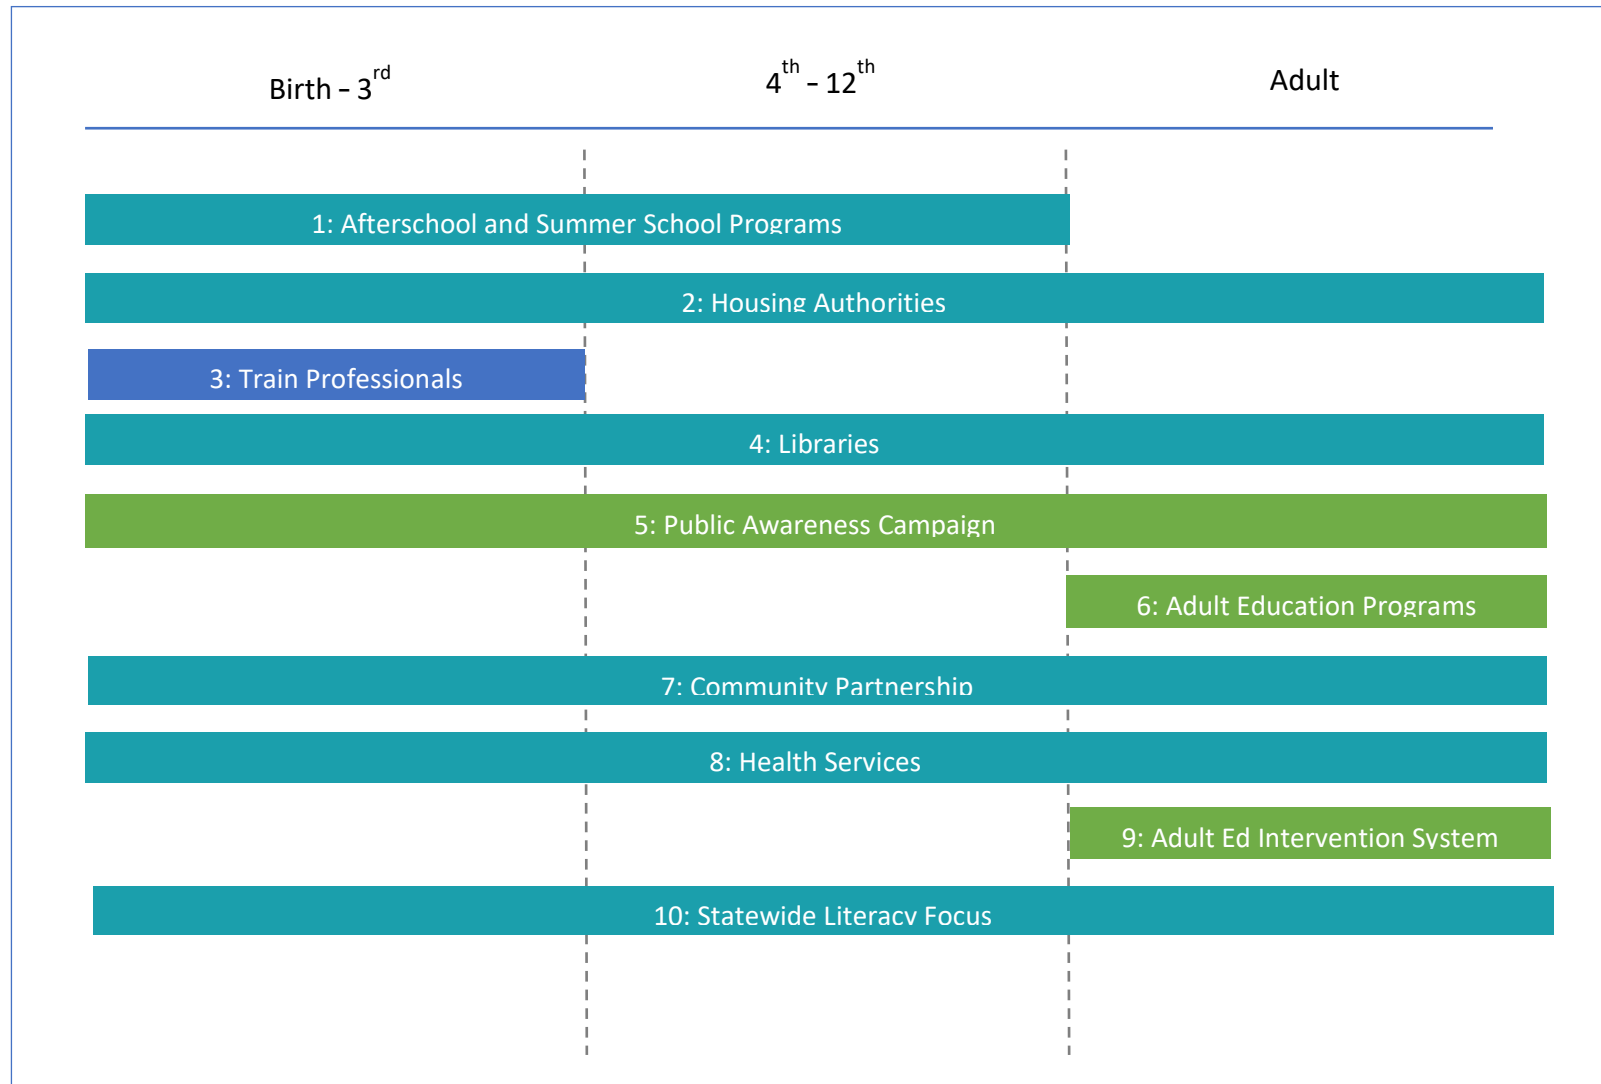 Birth – 3rd
4th – 12th
Adult
1: Afterschool and Summer School Programs
2: Housing Authorities
3: Train Professionals
4: Libraries
5: Public Awareness Campaign
6: Adult Education Programs
7: Community Partnership
8: Health Services
9: Adult Ed Intervention System
10: Statewide Literacy Focus